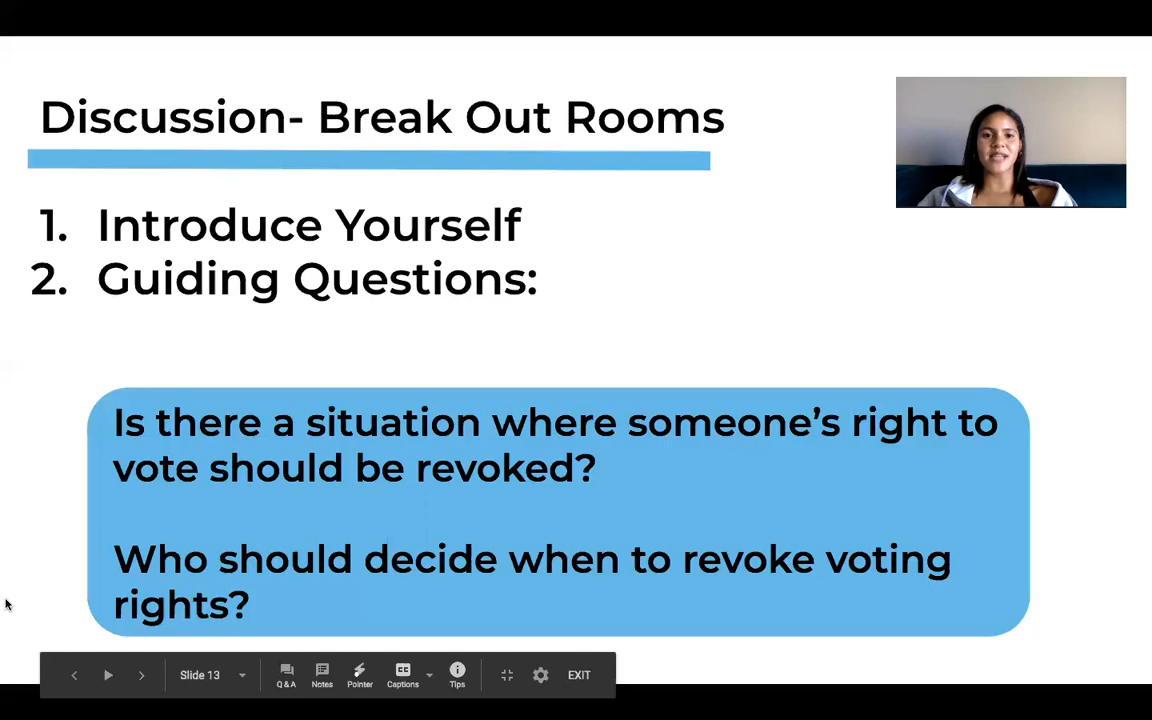 Discussion- Break Out Rooms
1. Introduce Yourself
2. Guiding Questions:
Is there a situation where someone’s right to
vote should be revoked?
Who should decide when to revoke voting
rights?
Slide 13
Q & A
Notes
Pointer
CC
Captions
Tips
EXIT